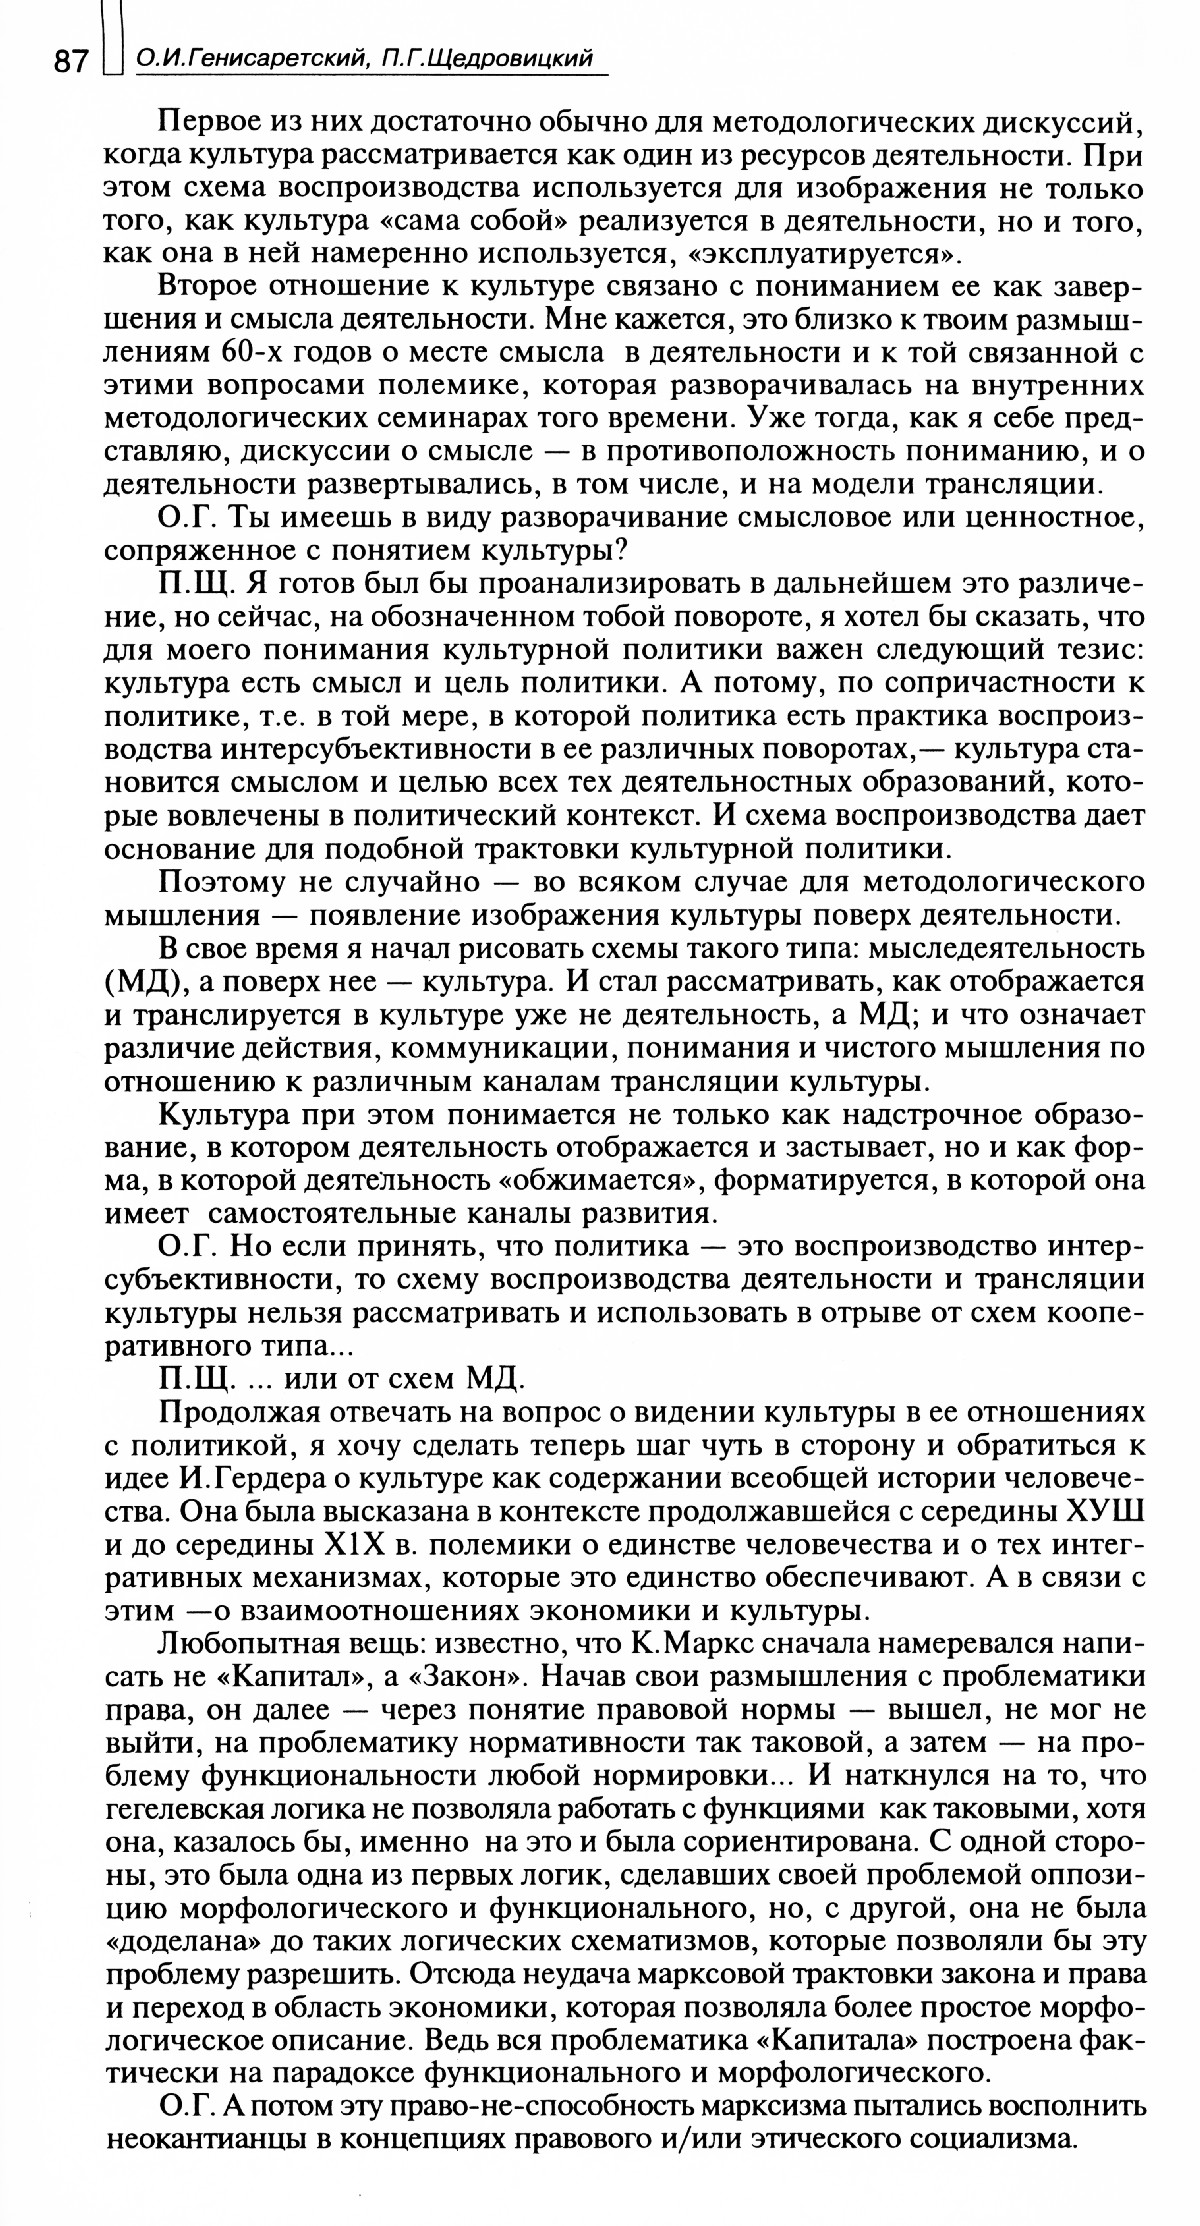 87 О.И.Генисаретский, П.Г.Щедровицкий
Первое из них достаточно обычно для методологических дискуссий,
когда культура рассматривается как один из ресурсов деятельности. При
этом схема воспроизводства используется для изображения не только
того, как культура «сама собой» реализуется в деятельности, но и того,
как она в ней намеренно используется, «эксплуатируется».
Второе отношение к культуре связано с пониманием ее как завер-
шения и смысла деятельности. Мне кажется, это близко к твоим размыш-
лениям 60-х годов о месте смысла в деятельности и к той связанной с
этими вопросами полемике, которая разворачивалась на внутренних
методологических семинарах того времени. Уже тогда, как я себе пред-
ставляю, дискуссии о смысле — в противоположность пониманию, и о
деятельности развертывались, в том числе, и на модели трансляции.
О.Г. Ты имеешь в виду разворачивание смысловое или ценностное,
сопряженное с понятием культуры?
П.Щ. Я готов был бы проанализировать в дальнейшем это различе-
ние, но сейчас, на обозначенном тобой повороте, я хотел бы сказать, что
для моего понимания культурной политики важен следующий тезис:
культура есть смысл и цель политики. А потому, по сопричастности к
политике, т.е. в той мере, в которой политика есть практика воспроиз-
водства интерсубъективности в ее различных поворотах,— культура ста-
новится смыслом и целью всех тех деятельностных образований, кото-
рые вовлечены в политический контекст. И схема воспроизводства дает
основание для подобной трактовки культурной политики.
Поэтому не случайно — во всяком случае для методологического
мышления — появление изображения культуры поверх деятельности.
В свое время я начал рисовать схемы такого типа: мыследеятельность
(МД), а поверх нее — культура. И стал рассматривать, как отображается
и транслируется в культуре уже не деятельность, а МД; и что означает
различие действия, коммуникации, понимания и чистого мышления по
отношению к различным каналам трансляции культуры.
Культура при этом понимается не только как надстрочное образо-
вание, в котором деятельность отображается и застывает, но и как фор-
ма, в которой деятельность «обжимается», форматируется, в которой она
имеет самостоятельные каналы развития.
О.Г. Но если принять, что политика — это воспроизводство интер-
субъективности, то схему воспроизводства деятельности и трансляции
культуры нельзя рассматривать и использовать в отрыве от схем коопе-
ративного типа...
П.Щ. ... или от схем МД.
Продолжая отвечать на вопрос о видении культуры в ее отношениях
с политикой, я хочу сделать теперь шаг чуть в сторону и обратиться к
идее И.Гердера о культуре как содержании всеобщей истории человече-
ства. Она была высказана в контексте продолжавшейся с середины ХУШ
и до середины Х1Х в. полемики о единстве человечества и о тех интег-
ративных механизмах, которые это единство обеспечивают. А в связи с
этим —о взаимоотношениях экономики и культуры.
Любопытная вещь: известно, что К.Маркс сначала намеревался напи-
сать не «Капитал», а «Закон». Начав свои размышления с проблематики
права, он далее — через понятие правовой нормы — вышел, не мог не
выйти, на проблематику нормативности так таковой, а затем — на про-
блему функциональности любой нормировки... И наткнулся на то, что
гегелевская логика не позволяла работать с функциями как таковыми, хотя
она, казалось бы, именно на это и была сориентирована. С одной сторо-
ны, это была одна из первых логик, сделавших своей проблемой оппози-
цию морфологического и функционального, но, с другой, она не была
«доделана» до таких логических схематизмов, которые позволяли бы эту
проблему разрешить. Отсюда неудача марксовой трактовки закона и права
и переход в область экономики, которая позволяла более простое морфо-
логическое описание. Ведь вся проблематика «Капитала» построена фак-
тически на парадоксе функционального и морфологического.
О.Г. А потом эту право-не-способность марксизма пытались восполнить
неокантианцы в концепциях правового и/или этического социализма.